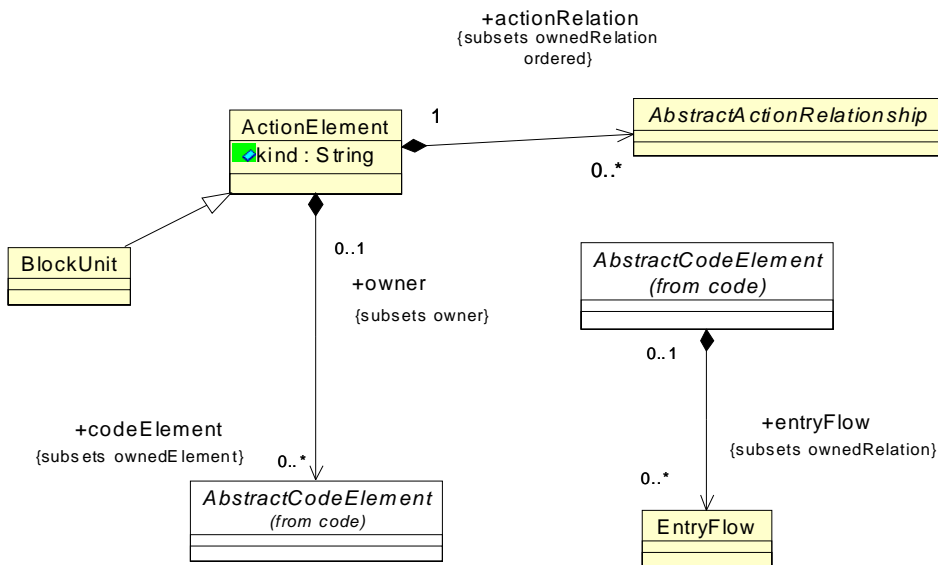 +actionRelation
{subsets ownedRelation
ordered}
ActionElement
kind : String
1
AbstractActionRelationship
0..*
BlockUnit
0..1
+owner
{subsets owner}
AbstractCodeElement
(from code)
0..1
+codeElement
{subsets ownedElement}
0..*
+entryFlow
{subsets ownedRelation}
0..*
AbstractCodeElement
(from code)
EntryFlow